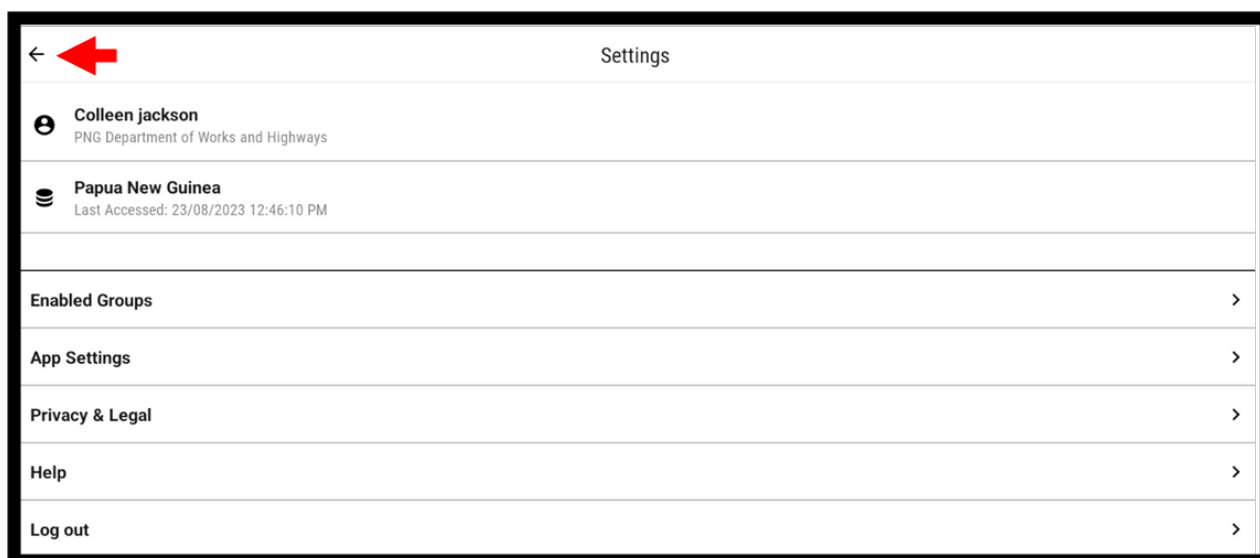 Settings
Colleen jackson
PNG Department of Works and Highways
Papua New Guinea
Last Accessed: 23/08/2023 12:46:10 PM
Enabled Groups
App Settings
Privacy & Legal
Help
Log out